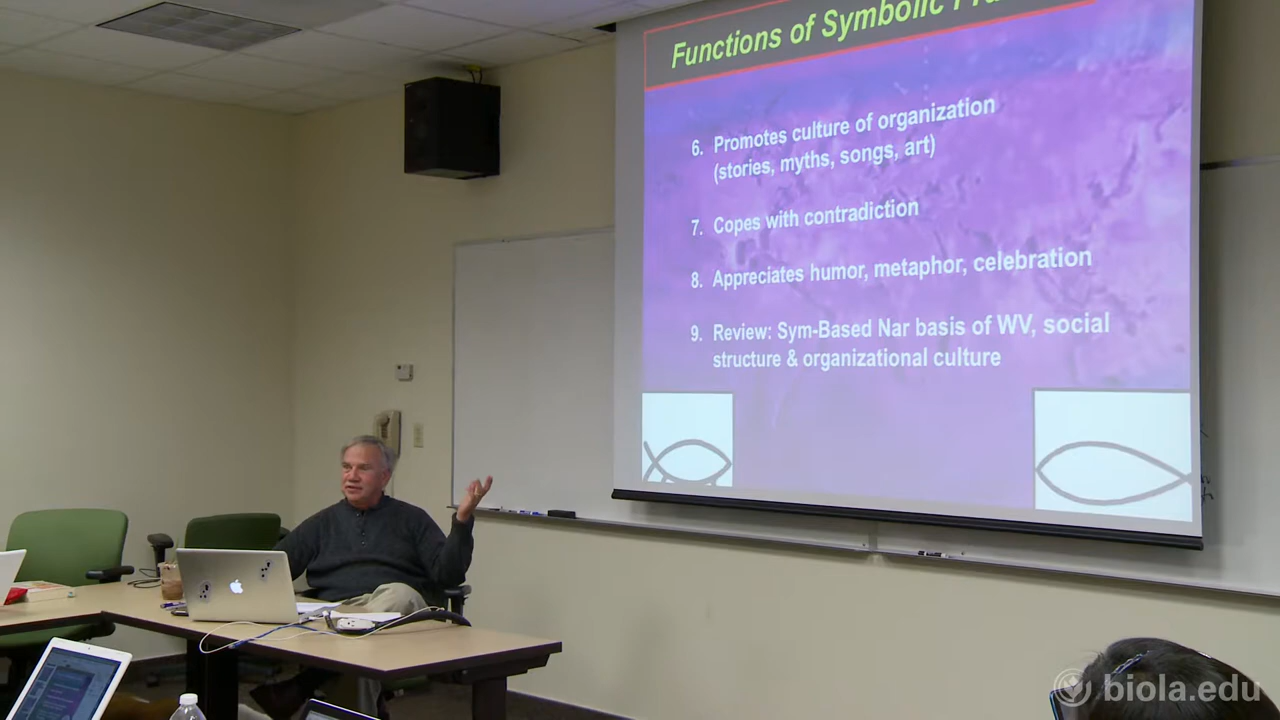 Functions of Symbolic
6. Promotes culture of organization
(stories, myths, songs, art)
7. Copes with contradiction
8. Appreciates humor, metaphor, celebration
9. Review: Sym-Based Nar basis of WV, social
structure & organizational culture
biola.edu